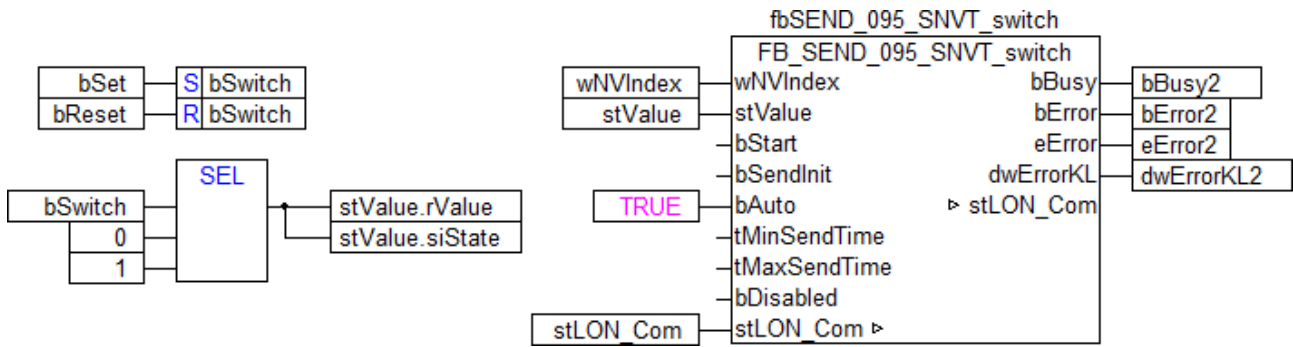 bSet S bSwitch
bReset R bSwitch
SEL
bSwitch
0
1
stValue.rValue
stValue.siState
fbSEND_095_SNVT_switch
FB_SEND_095_SNVT_switch
wNVIndex wNVIndex bBusy bBusy2
stValue stValue bError bError2
bStart eError eError2
bSendInit dwErrorKL dwErrorKL2
TRUE bAuto ▹ stLON_Com
tMinSendTime
tMaxSendTime
bDisabled
stLON_Com stLON_Com ▹